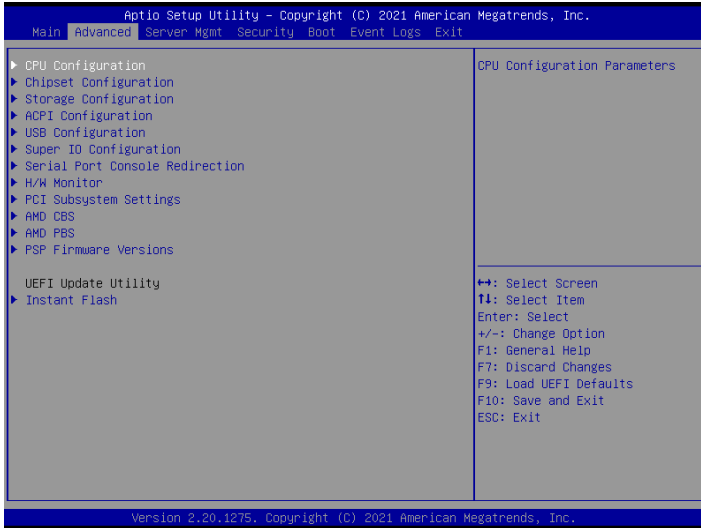 Aptio Setup Utility – Copyright (C) 2021 American Megatrends, Inc.
Main Advanced Server Mgmt Security Boot Event Logs Exit
CPU Configuration
Chipset Configuration
Storage Configuration
ACPI Configuration
USB Configuration
Super IO Configuration
Serial Port Console Redirection
H/W Monitor
PCI Subsystem Settings
AMD CBS
AMD PBS
PSP Firmware Versions
UEFI Update Utility
Instant Flash
CPU Configuration Parameters
↔: Select Screen
↑↓: Select Item
Enter: Select
+/-: Change Option
F1: General Help
F7: Discard Changes
F9: Load UEFI Defaults
F10: Save and Exit
ESC: Exit
Version 2.20.1275. Copyright (C) 2021 American Megatrends, Inc.